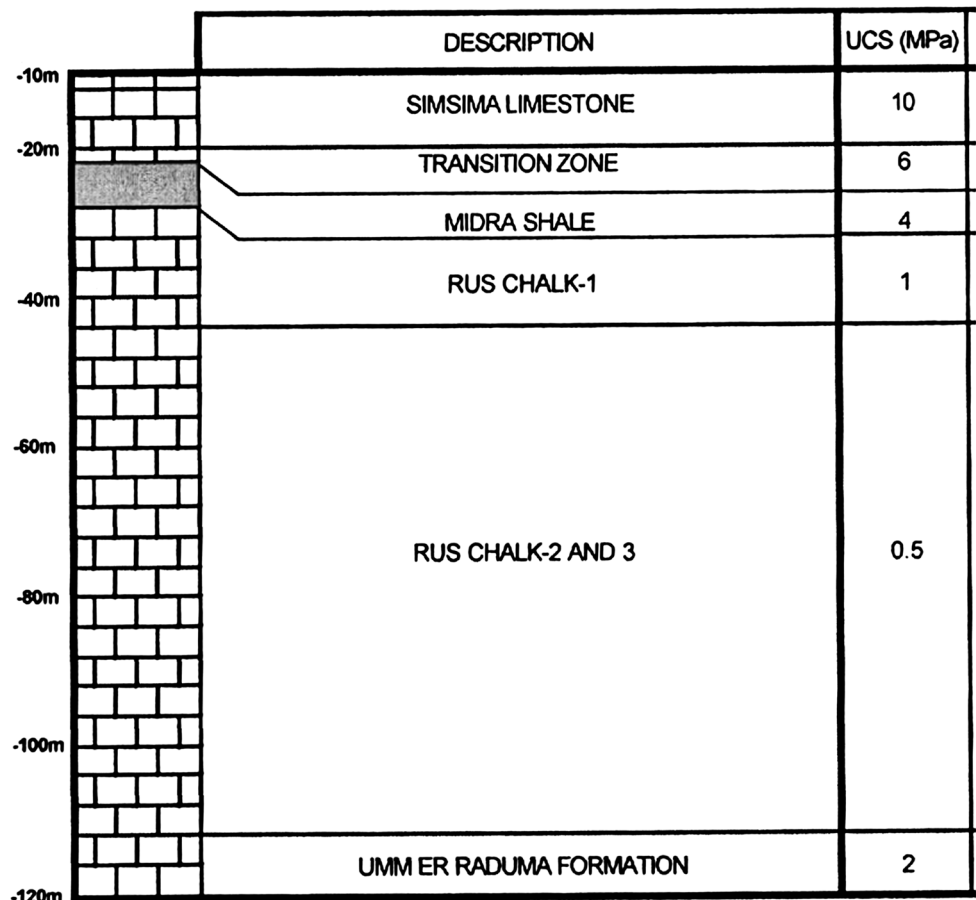 DESCRIPTION UCS (MPa)
-10m
SIMSIMA LIMESTONE 10
-20m
TRANSITION ZONE 6
MIDRA SHALE 4
RUS CHALK-1 1
-40m
-60m
RUS CHALK-2 AND 3 0.5
-80m
-100m
UMM ER RADUMA FORMATION 2
-120m